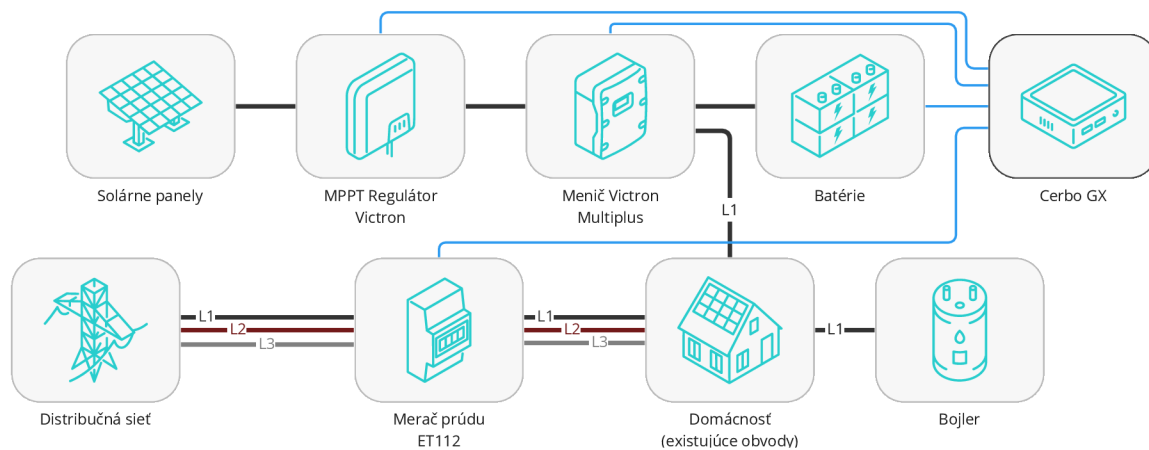 Solárne panely
MPPT Regulátor
Victron
Menič Victron
Multiplus
Batérie
Cerbo GX
L1
L1
L2
L3
L1
L2
L3
L1
Distribučná sieť
Merač prúdu
ET112
Domácnosť
(existujúce obvody)
Bojler